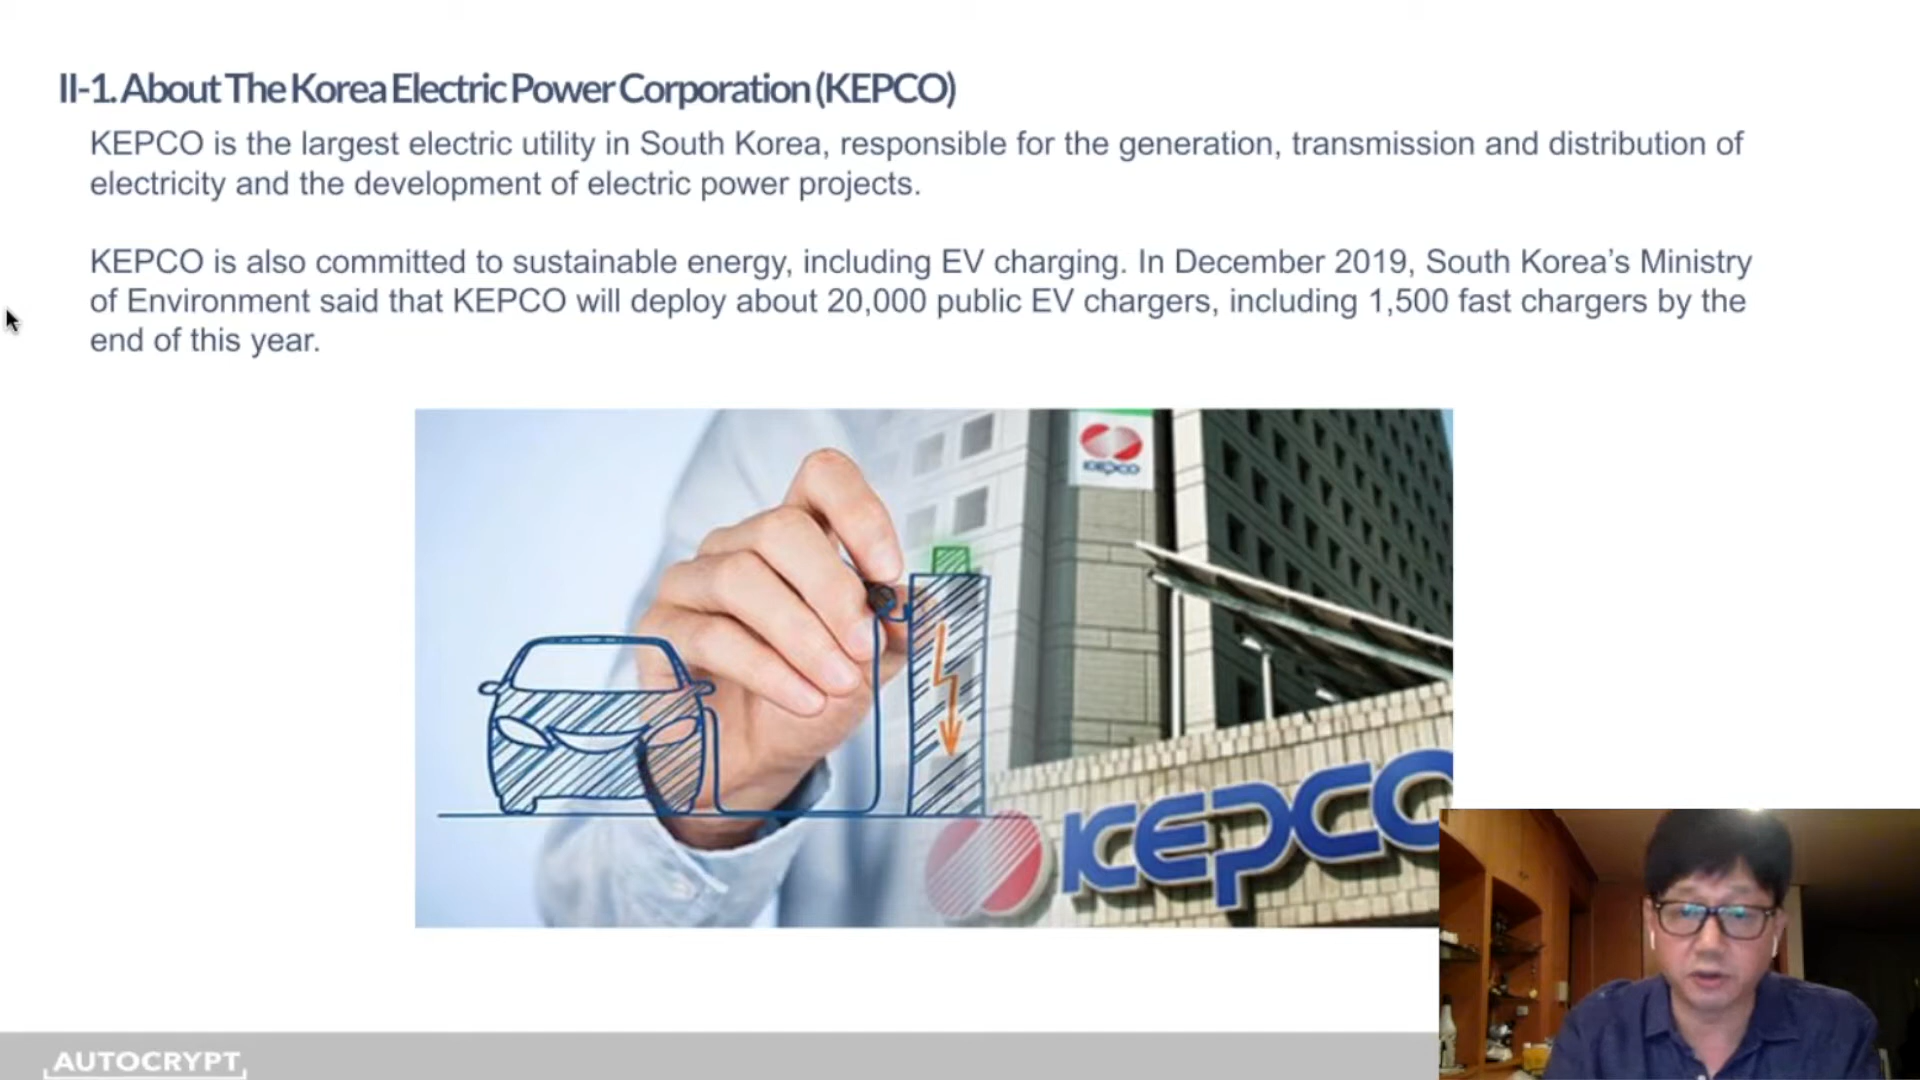 II-1. About The Korea Electric Power Corporation (KEPCO)
KEPCO is the largest electric utility in South Korea, responsible for the generation, transmission and distribution of
electricity and the development of electric power projects.
KEPCO is also committed to sustainable energy, including EV charging. In December 2019, South Korea’s Ministry
of Environment said that KEPCO will deploy about 20,000 public EV chargers, including 1,500 fast chargers by the
end of this year.
KEPCO
KEPCO
AUTOCRYPT